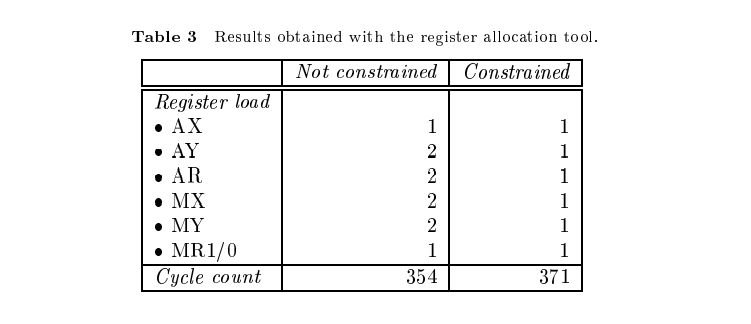 Table 3 Results obtained with the register allocation tool.
Not constrained Constrained
Register load
• AX 1 1
• AY 2 1
• AR 2 1
• MX 2 1
• MY 2 1
• MR1/0 1 1
Cycle count 354 371